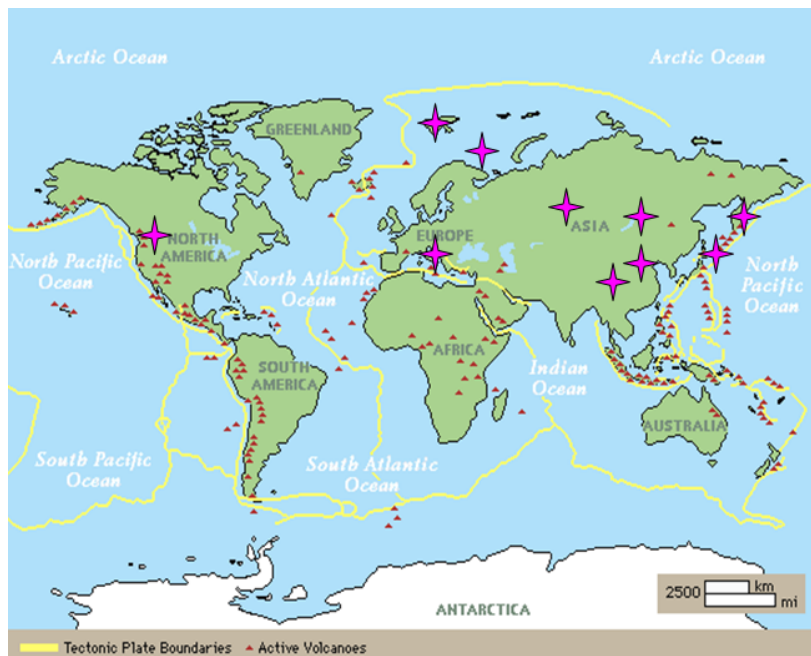 Arctic Ocean
Arctic Ocean
GREENLAND
NORTH
AMERICA
EUROPE
ASIA
North Pacific
Ocean
North Atlantic
Ocean
North
Pacific
Ocean
AFRICA
SOUTH
AMERICA
Indian
Ocean
AUSTRALIA
South Pacific
Ocean
South Atlantic
Ocean
ANTARCTICA
2500
km
mi
Tectonic Plate Boundaries
Active Volcanoes